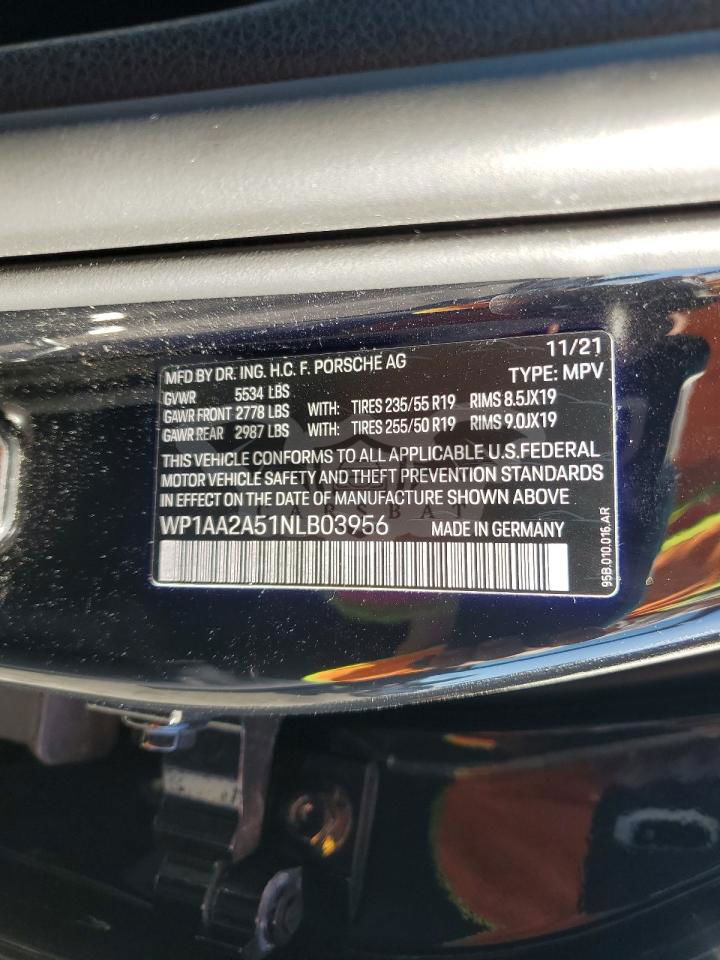 MFD BY DR. ING. H.C. F. PORSCHE AG 11/21
GVWR 5534 LBS TYPE: MPV
GAWR FRONT 2778 LBS WITH: TIRES 235/55 R19 RIMS 8.5JX19
GAWR REAR 2987 LBS WITH: TIRES 255/50 R19 RIMS 9.0JX19
THIS VEHICLE CONFORMS TO ALL APPLICABLE U.S.FEDERAL
MOTOR VEHICLE SAFETY AND THEFT PREVENTION STANDARDS
IN EFFECT ON THE DATE OF MANUFACTURE SHOWN ABOVE
CARSBAT
WP1AA2A51NLB03956 MADE IN GERMANY
95B.010.016.AR